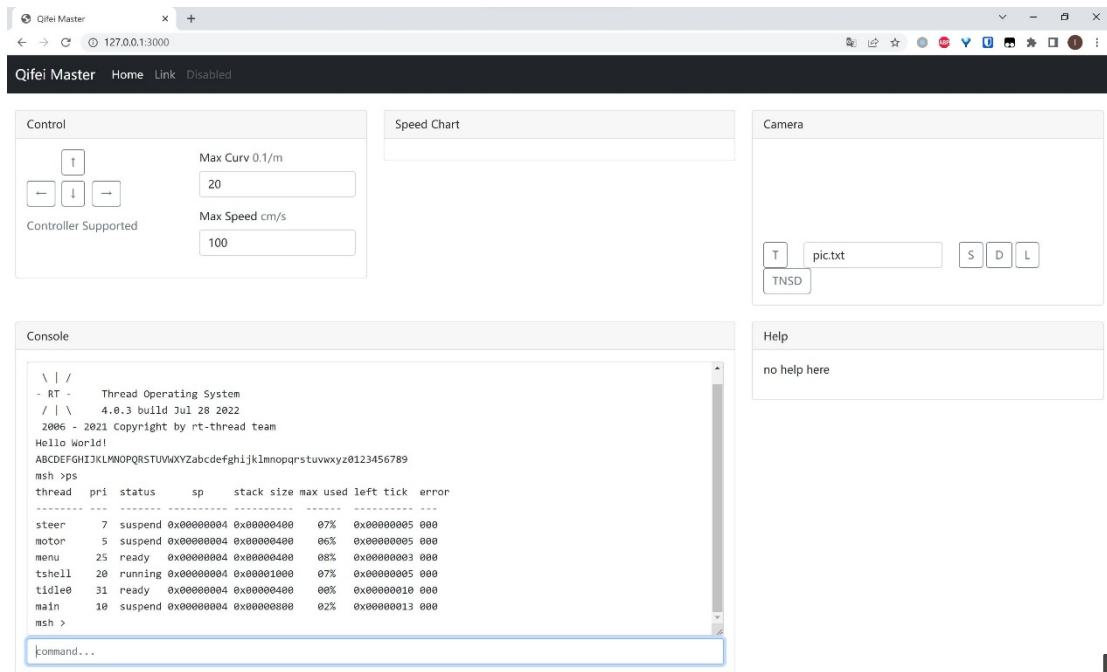 Qifei Master
127.0.0.1:3000
Qifei Master Home Link Disabled
Control
↑
← ↓ →
Controller Supported
Max Curv 0.1/m
20
Max Speed cm/s
100
Speed Chart
Camera
T pic.txt S D L
TNSD
Console
\ | /
- RT - Thread Operating System
/ | \ 4.0.3 build Jul 28 2022
2006 - 2021 Copyright by rt-thread team
Hello World!
ABCDEFGHIJKLMNOPQRSTUVWXYZabcdefghijklmnopqrstuvwxyz0123456789
msh >ps
thread pri status sp stack size max used left tick error
-------- --- ------- ---------- ---------- ------ ---------- ---
steer 7 suspend 0x00000004 0x00000400 07% 0x00000005 000
motor 5 suspend 0x00000004 0x00000400 06% 0x00000005 000
menu 25 ready 0x00000004 0x00000400 08% 0x00000003 000
tshell 20 running 0x00000004 0x00001000 07% 0x00000005 000
tidle0 31 ready 0x00000004 0x00000400 00% 0x00000010 000
main 10 suspend 0x00000004 0x00000800 02% 0x00000013 000
msh >
command...
Help
no help here